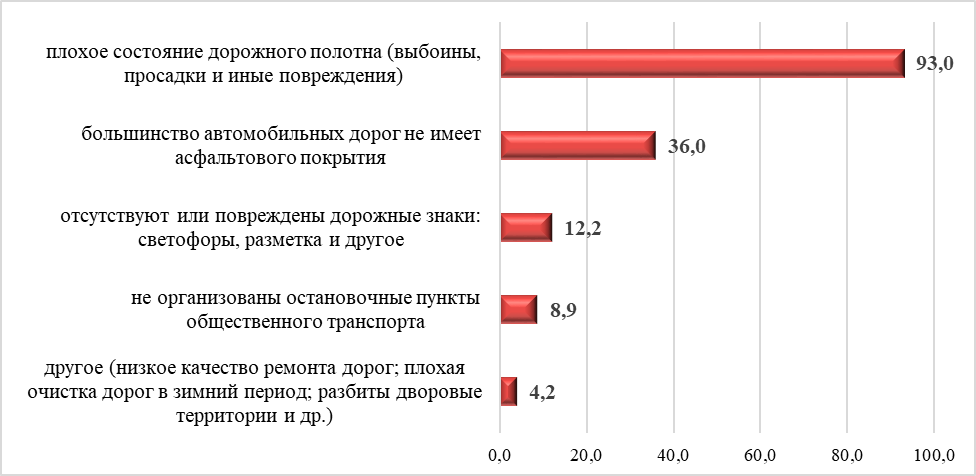 плохое состояние дорожного полотна (выбоины,
просадки и иные повреждения)
93,0
большинство автомобильных дорог не имеет
асфальтового покрытия
36,0
отсутствуют или повреждены дорожные знаки:
светофоры, разметка и другое
12,2
не организованы остановочные пункты
общественного транспорта
8,9
другое (низкое качество ремонта дорог; плохая
очистка дорог в зимний период; разбиты дворовые
территории и др.)
4,2
0,0 20,0 40,0 60,0 80,0 100,0